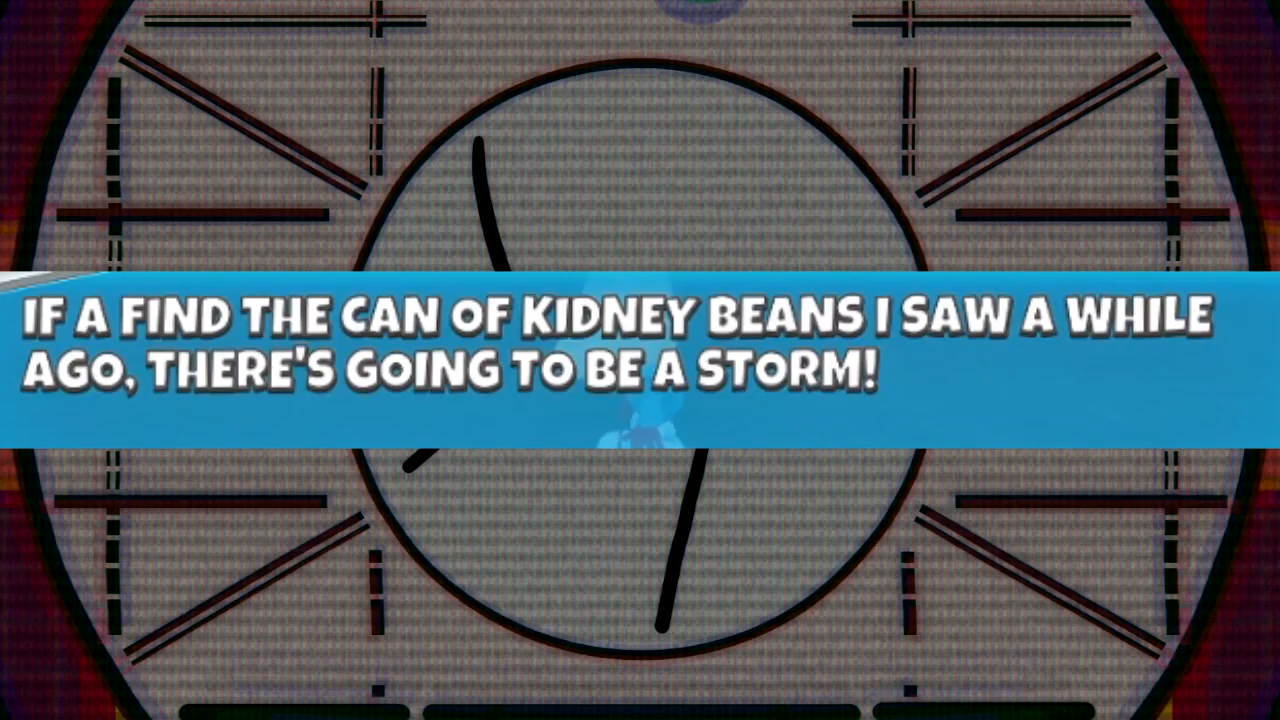 IF A FIND THE CAN OF KIDNEY BEANS I SAW A WHILE
AGO, THERE'S GOING TO BE A STORM!